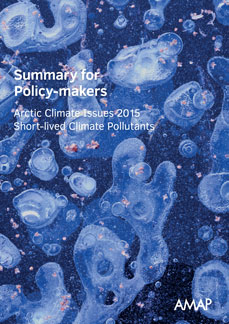 Summary for
Policy-makers
Arctic Climate Issues 2015
Short-lived Climate Pollutants
AMAP